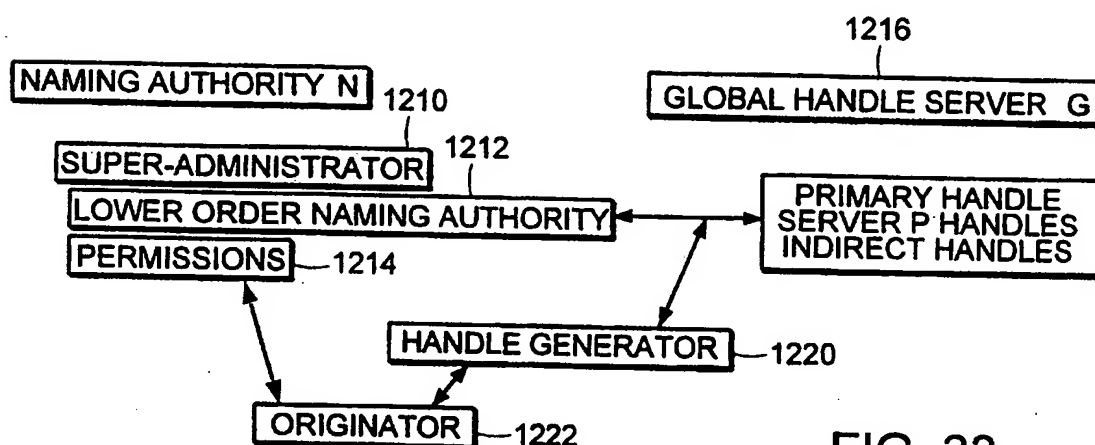 1216
NAMING AUTHORITY N
GLOBAL HANDLE SERVER G
1210
SUPER-ADMINISTRATOR
1212
LOWER ORDER NAMING AUTHORITY
PRIMARY HANDLE
SERVER P HANDLES
INDIRECT HANDLES
PERMISSIONS
1214
HANDLE GENERATOR
1220
ORIGINATOR
1222